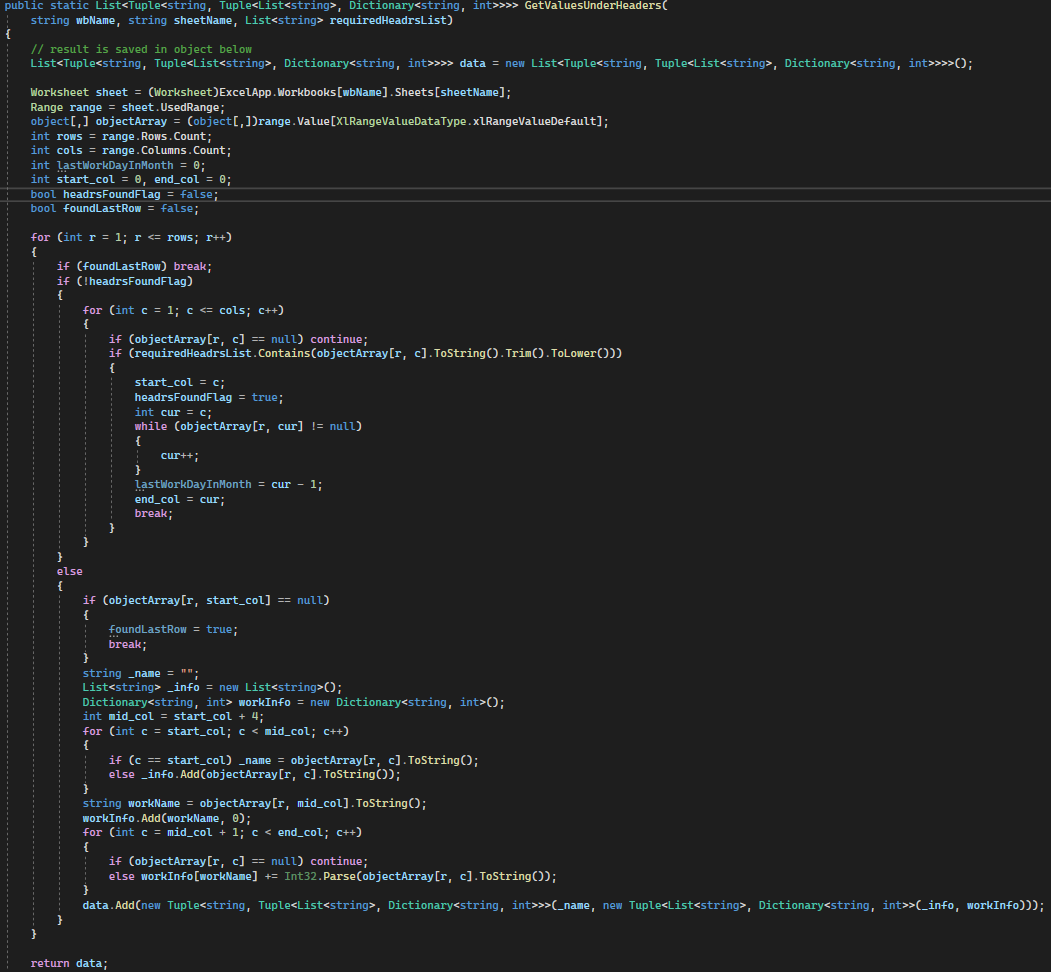 public static List<Tuple<string, Tuple<List<string>, Dictionary<string, int>>>> GetValuesUnderHeaders(
    string wbName, string sheetName, List<string> requiredHeadrsList)
{
    // result is saved in object below
    List<Tuple<string, Tuple<List<string>, Dictionary<string, int>>>> data = new List<Tuple<string, Tuple<List<string>, Dictionary<string, int>>>>();

    Worksheet sheet = (Worksheet)ExcelApp.Workbooks[wbName].Sheets[sheetName];
    Range range = sheet.UsedRange;
    object[,] objectArray = (object[,])range.Value[XlRangeValueDataType.xlRangeValueDefault];
    int rows = range.Rows.Count;
    int cols = range.Columns.Count;
    int lastWorkDayInMonth = 0;
    int start_col = 0, end_col = 0;
    bool headrsFoundFlag = false;
    bool foundLastRow = false;

    for (int r = 1; r <= rows; r++)
    {
        if (foundLastRow) break;
        if (!headrsFoundFlag)
        {
            for (int c = 1; c <= cols; c++)
            {
                if (objectArray[r, c] == null) continue;
                if (requiredHeadrsList.Contains(objectArray[r, c].ToString().Trim().ToLower()))
                {
                    start_col = c;
                    headrsFoundFlag = true;
                    int cur = c;
                    while (objectArray[r, cur] != null)
                    {
                        cur++;
                    }
                    lastWorkDayInMonth = cur - 1;
                    end_col = cur;
                    break;
                }
            }
        }
        else
        {
            if (objectArray[r, start_col] == null)
            {
                foundLastRow = true;
                break;
            }
            string _name = "";
            List<string> _info = new List<string>();
            Dictionary<string, int> workInfo = new Dictionary<string, int>();
            int mid_col = start_col + 4;
            for (int c = start_col; c < mid_col; c++)
            {
                if (c == start_col) _name = objectArray[r, c].ToString();
                else _info.Add(objectArray[r, c].ToString());
            }
            string workName = objectArray[r, mid_col].ToString();
            workInfo.Add(workName, 0);
            for (int c = mid_col + 1; c < end_col; c++)
            {
                if (objectArray[r, c] == null) continue;
                else workInfo[workName] += Int32.Parse(objectArray[r, c].ToString());
            }
            data.Add(new Tuple<string, Tuple<List<string>, Dictionary<string, int>>>(_name, new Tuple<List<string>, Dictionary<string, int>>(_info, workInfo)));
        }
    }

    return data;